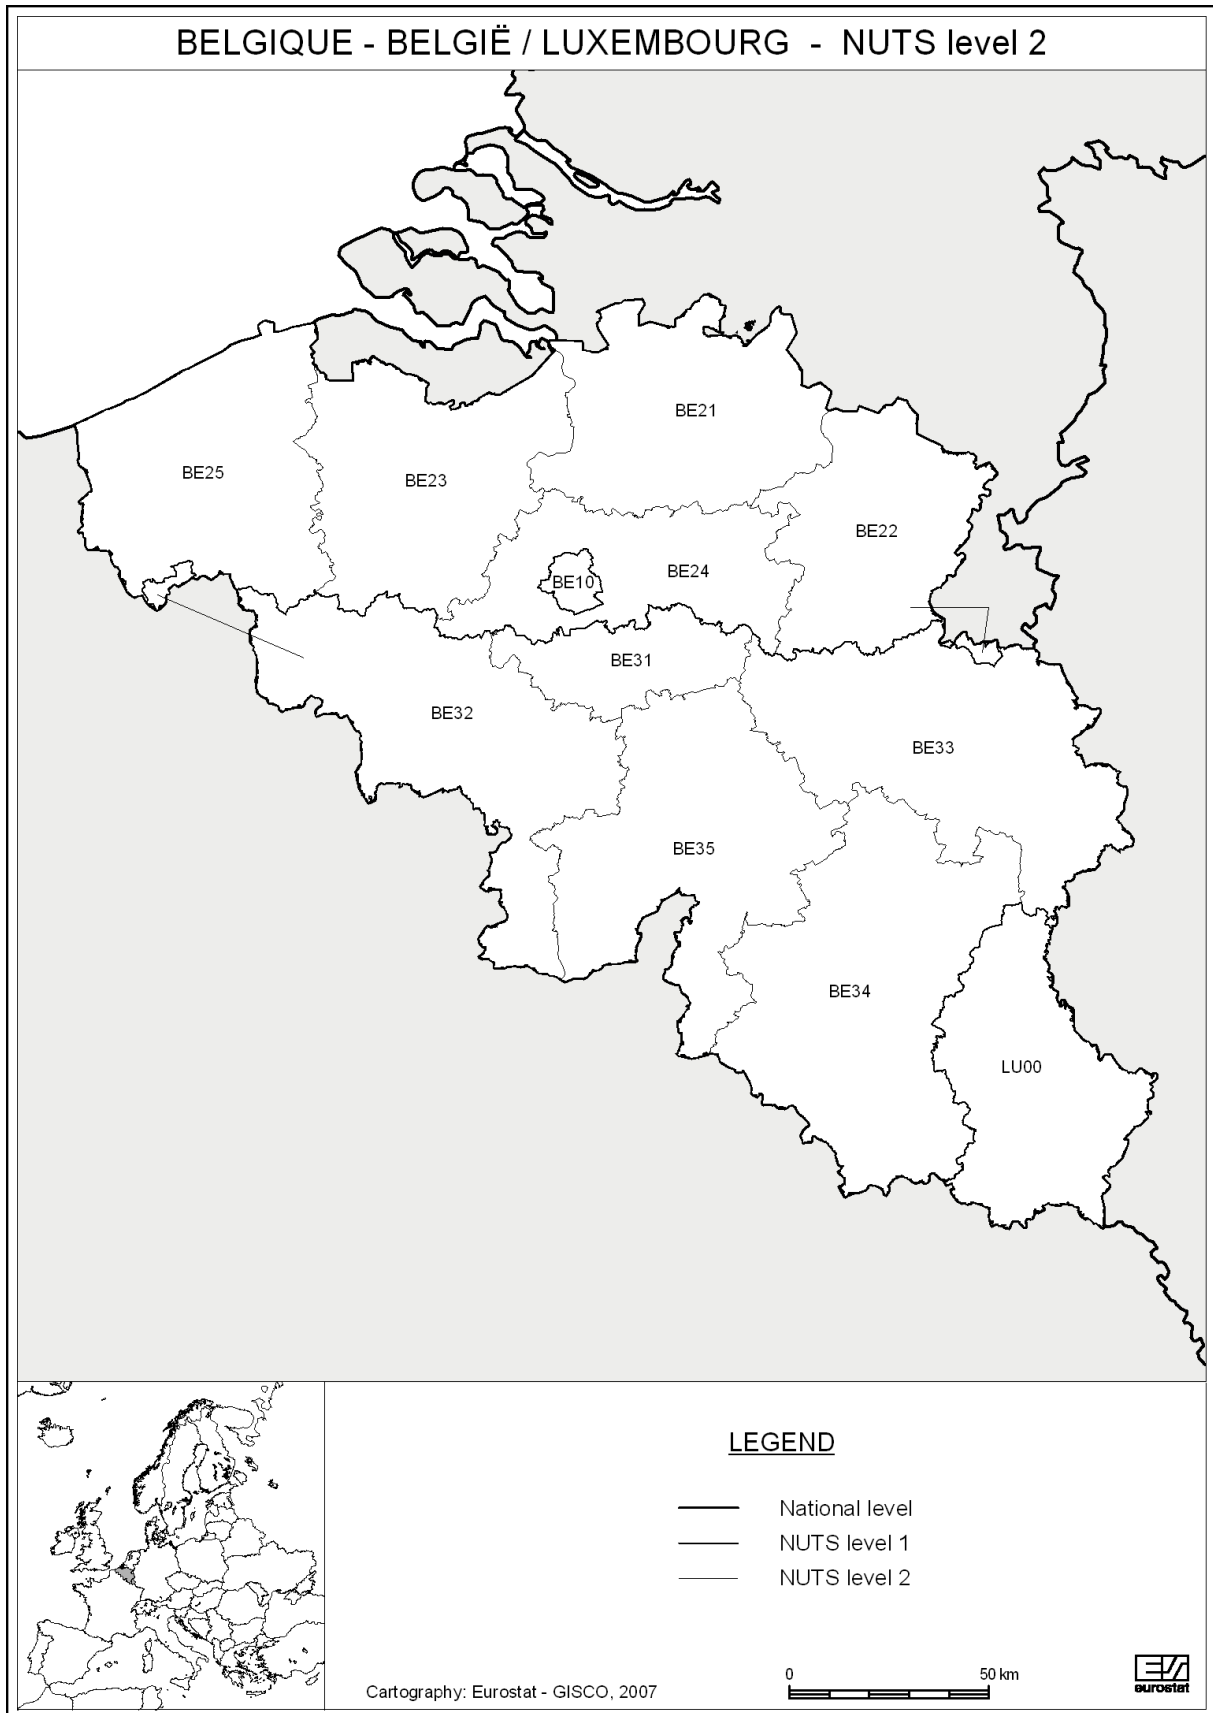 BELGIQUE - BELGIË / LUXEMBOURG - NUTS level 2
BE21
BE25
BE23
BE22
BE24
BE10
BE31
BE32
BE33
BE35
BE34
LU00
LEGEND
National level
NUTS level 1
NUTS level 2
0 50 km
Cartography: Eurostat - GISCO, 2007
eurostat